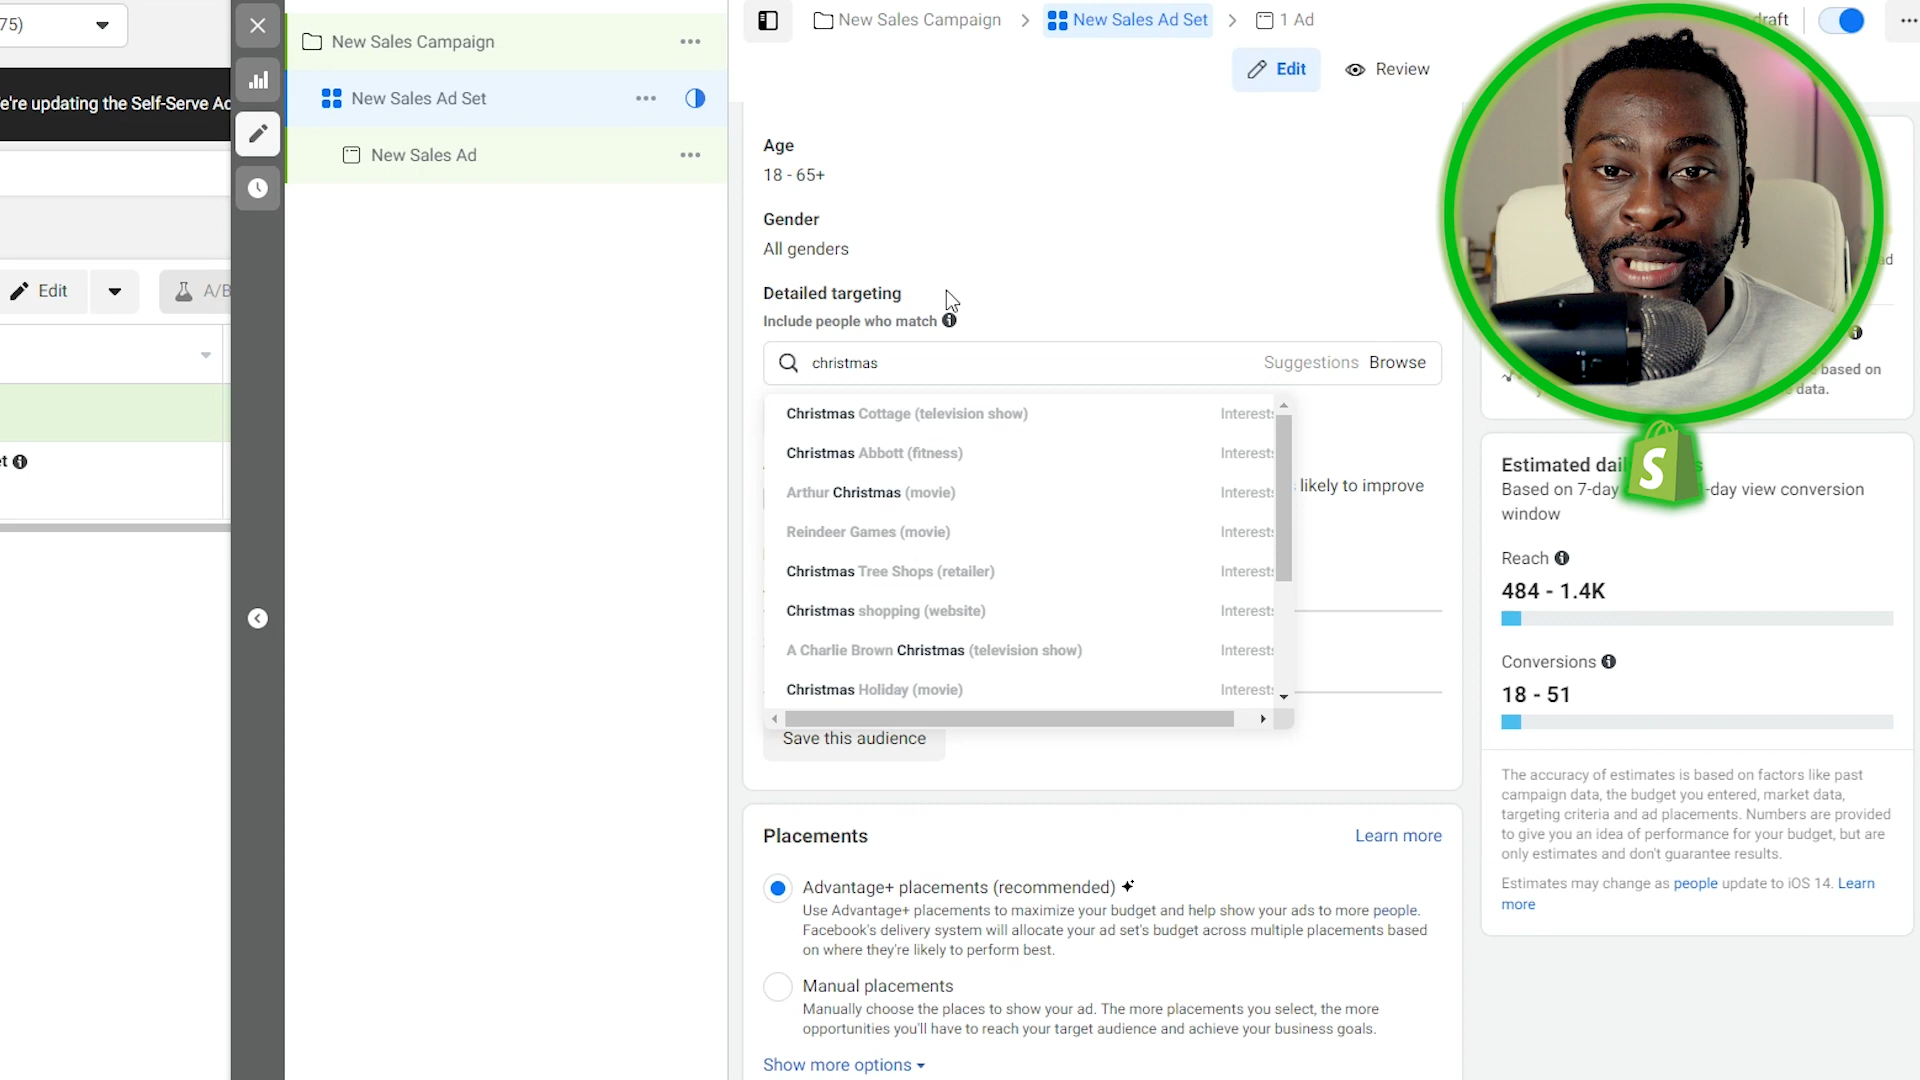 75)
e're updating the Self-Serve Ad
Edit
A/B
t
New Sales Campaign
New Sales Ad Set
New Sales Ad
New Sales Campaign
New Sales Ad Set
1 Ad
raft
Edit
Review
Age
18 - 65+
Gender
All genders
Detailed targeting
Include people who match
christmas
Suggestions
Browse
Christmas Cottage (television show) Interests
Christmas Abbott (fitness) Interests
Arthur Christmas (movie) Interests
Reindeer Games (movie) Interests
Christmas Tree Shops (retailer) Interests
Christmas shopping (website) Interests
A Charlie Brown Christmas (television show) Interests
Christmas Holiday (movie) Interests
likely to improve
Save this audience
Placements
Learn more
Advantage+ placements (recommended)
Use Advantage+ placements to maximize your budget and help show your ads to more people.
Facebook's delivery system will allocate your ad set's budget across multiple placements based
on where they're likely to perform best.
Manual placements
Manually choose the places to show your ad. The more placements you select, the more
opportunities you'll have to reach your target audience and achieve your business goals.
Show more options
ad
based on
data.
Estimated dail s
Based on 7-day -day view conversion
window
Reach
484 - 1.4K
Conversions
18 - 51
The accuracy of estimates is based on factors like past
campaign data, the budget you entered, market data,
targeting criteria and ad placements. Numbers are provided
to give you an idea of performance for your budget, but are
only estimates and don't guarantee results.
Estimates may change as people update to iOS 14. Learn
more
S